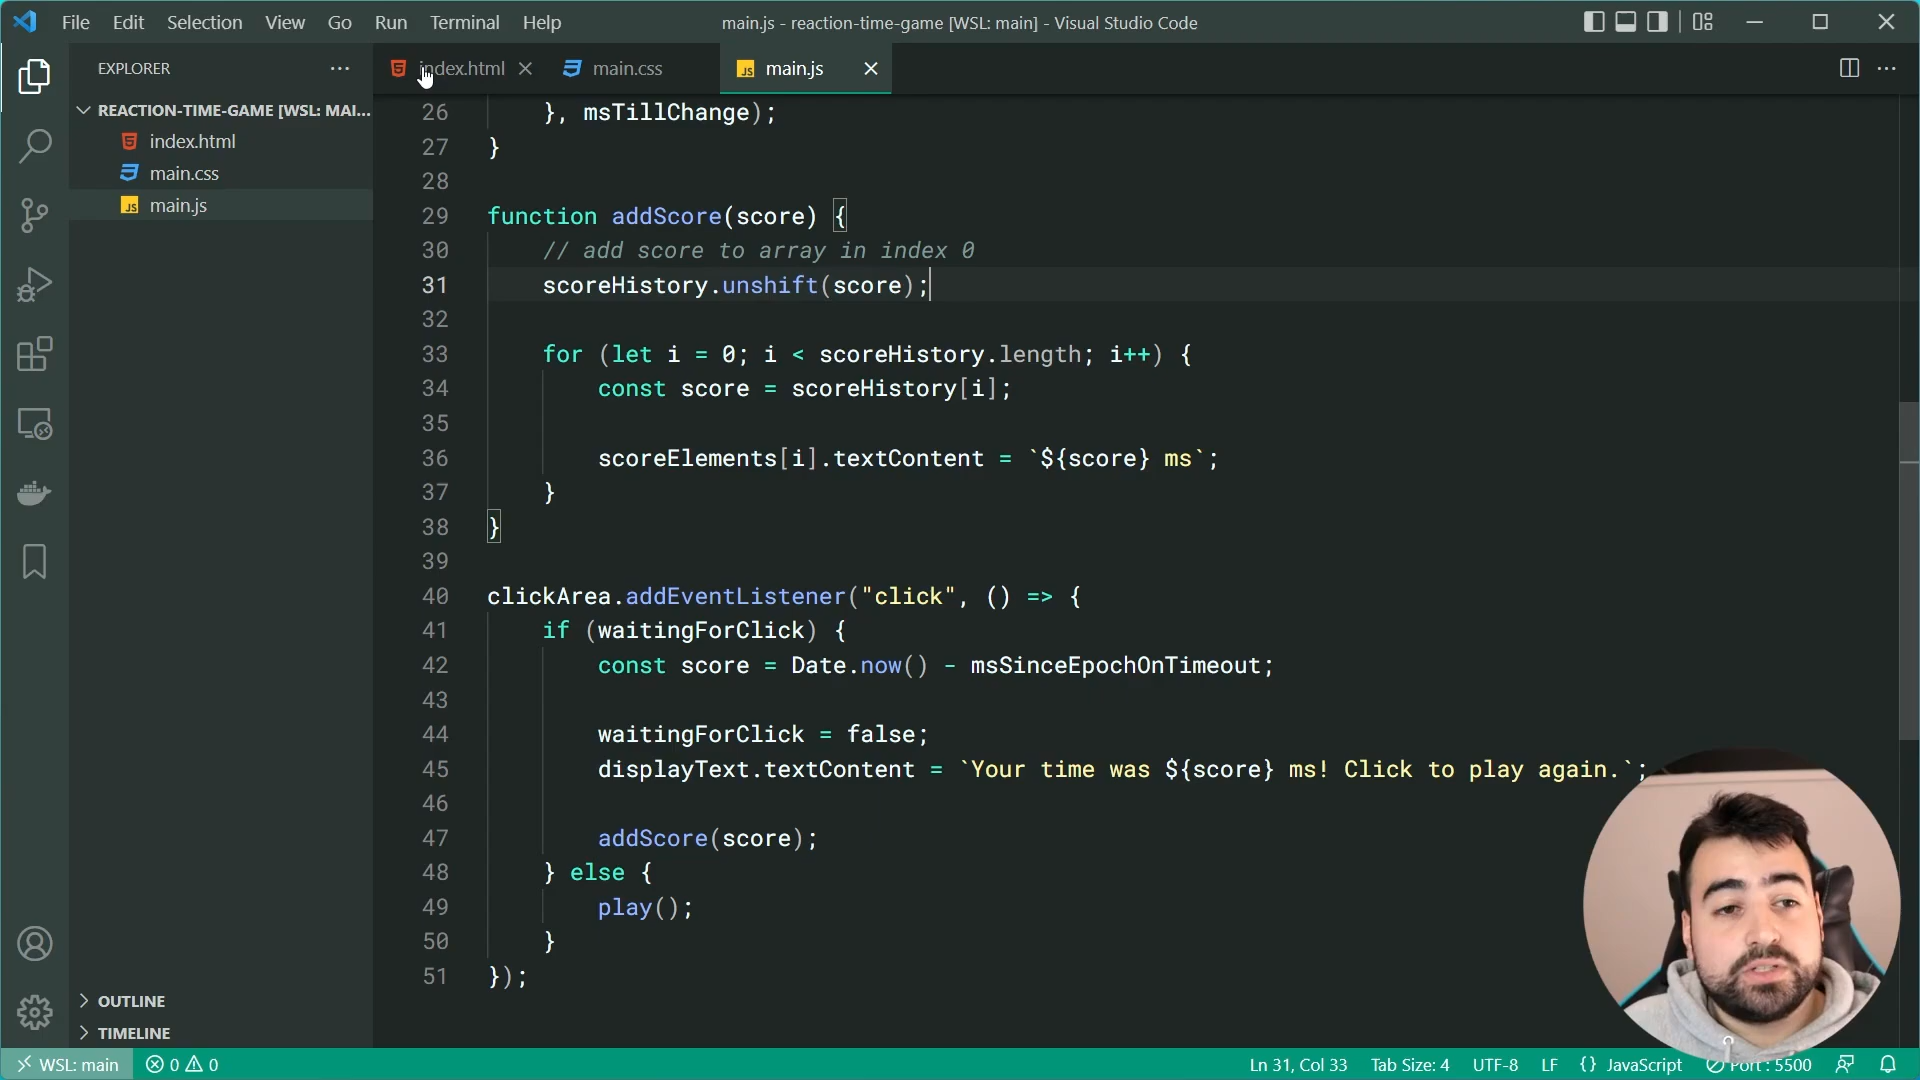 File Edit Selection View Go Run Terminal Help
main.js - reaction-time-game [WSL: main] - Visual Studio Code
EXPLORER
index.html
main.css
JS main.js
REACTION-TIME-GAME [WSL: MAI...
index.html
main.css
JS main.js
26 }, msTillChange);
27 }
28
29 function addScore(score) {
30 // add score to array in index 0
31 scoreHistory.unshift(score);
32
33 for (let i = 0; i < scoreHistory.length; i++) {
34 const score = scoreHistory[i];
35
36 scoreElements[i].textContent = `${score} ms`;
37 }
38 }
39
40 clickArea.addEventListener("click", () => {
41 if (waitingForClick) {
42 const score = Date.now() - msSinceEpochOnTimeout;
43
44 waitingForClick = false;
45 displayText.textContent = `Your time was ${score} ms! Click to play again.`;
46
47 addScore(score);
48 } else {
49 play();
50 }
51 });
OUTLINE
TIMELINE
WSL: main 0 0 Ln 31, Col 33 Tab Size: 4 UTF-8 LF {} JavaScript Port : 5500